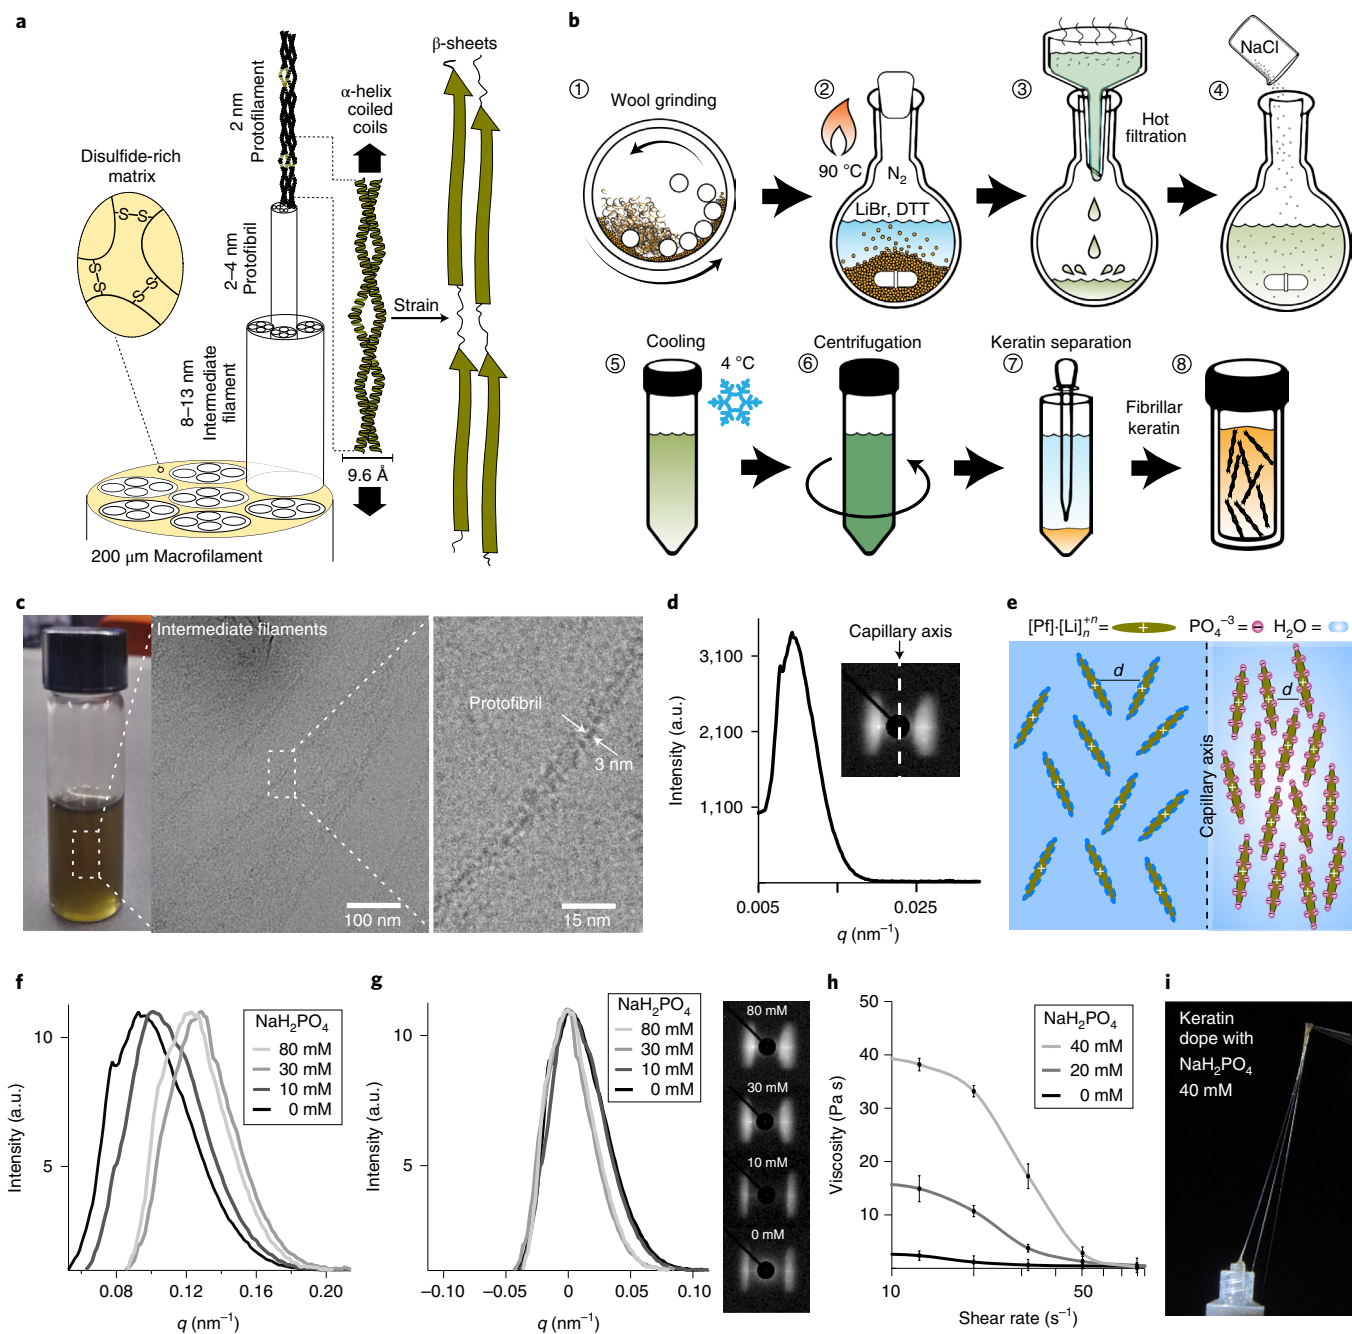 a
Disulfide-rich
matrix
-S-S-
S-S
S-S
2 nm
Protofilament
2–4 nm
Protofibril
8–13 nm
Intermediate
filament
200 µm Macrofilament
α-helix
coiled
coils
9.6 Å
Strain
β-sheets
b
① Wool grinding
② 90 °C
N₂
LiBr, DTT
③ Hot
filtration
④ NaCl
⑤ Cooling
4 °C
⑥ Centrifugation
⑦ Keratin separation
⑧ Fibrillar
keratin
c
Intermediate filaments
100 nm
Protofibril
3 nm
15 nm
d
Capillary axis
Intensity (a.u.)
3,100
2,100
1,100
0.005 0.025
q (nm⁻¹)
e
[Pf]·[Li]ₙ⁺ⁿ = + PO₄⁻³ = − H₂O =
d
d
Capillary axis
f
NaH₂PO₄
80 mM
30 mM
10 mM
0 mM
Intensity (a.u.)
10
5
0.08 0.12 0.16 0.20
q (nm⁻¹)
g
NaH₂PO₄
80 mM
30 mM
10 mM
0 mM
Intensity (a.u.)
10
5
−0.10 −0.05 0 0.05 0.10
q (nm⁻¹)
80 mM
30 mM
10 mM
0 mM
h
NaH₂PO₄
40 mM
20 mM
0 mM
Viscosity (Pa s)
50
40
30
20
10
10 50
Shear rate (s⁻¹)
i
Keratin
dope with
NaH₂PO₄
40 mM